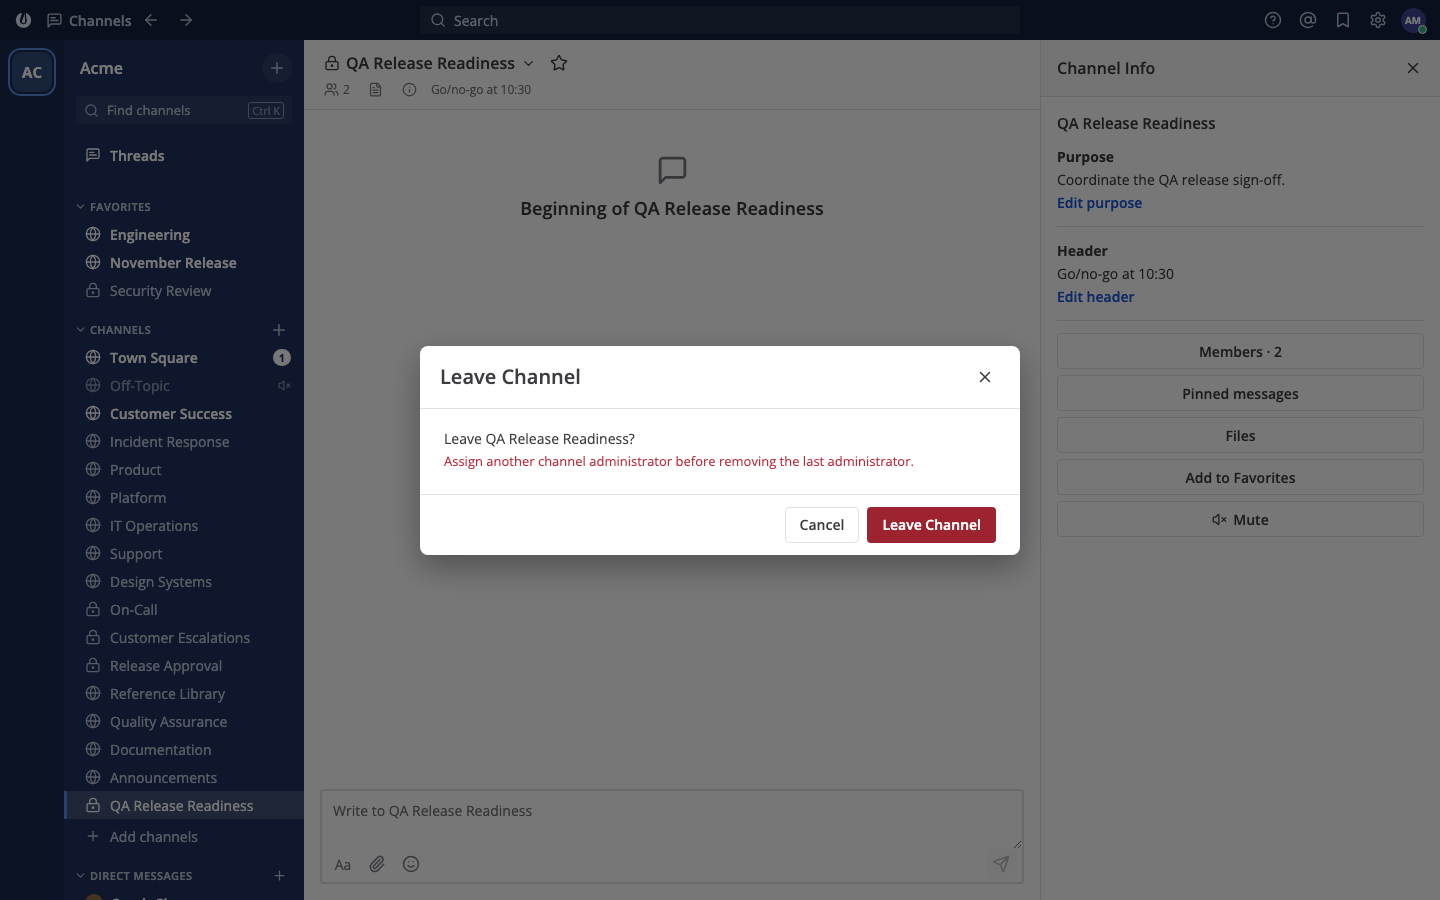 Channels
Search
AM
AC
Acme
Find channels
Ctrl K
Threads
FAVORITES
Engineering
November Release
Security Review
CHANNELS
Town Square
1
Off-Topic
Customer Success
Incident Response
Product
Platform
IT Operations
Support
Design Systems
On-Call
Customer Escalations
Release Approval
Reference Library
Quality Assurance
Documentation
Announcements
QA Release Readiness
Add channels
DIRECT MESSAGES
QA Release Readiness
2
Go/no-go at 10:30
Beginning of QA Release Readiness
Leave Channel
Leave QA Release Readiness?
Assign another channel administrator before removing the last administrator.
Cancel
Leave Channel
Write to QA Release Readiness
Aa
Channel Info
QA Release Readiness
Purpose
Coordinate the QA release sign-off.
Edit purpose
Header
Go/no-go at 10:30
Edit header
Members · 2
Pinned messages
Files
Add to Favorites
Mute